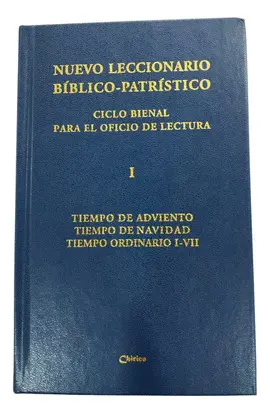 NUEVO LECCIONARIO
BÍBLICO-PATRÍSTICO
CICLO BIENAL
PARA EL OFICIO DE LECTURA
I
TIEMPO DE ADVIENTO
TIEMPO DE NAVIDAD
TIEMPO ORDINARIO I-VII